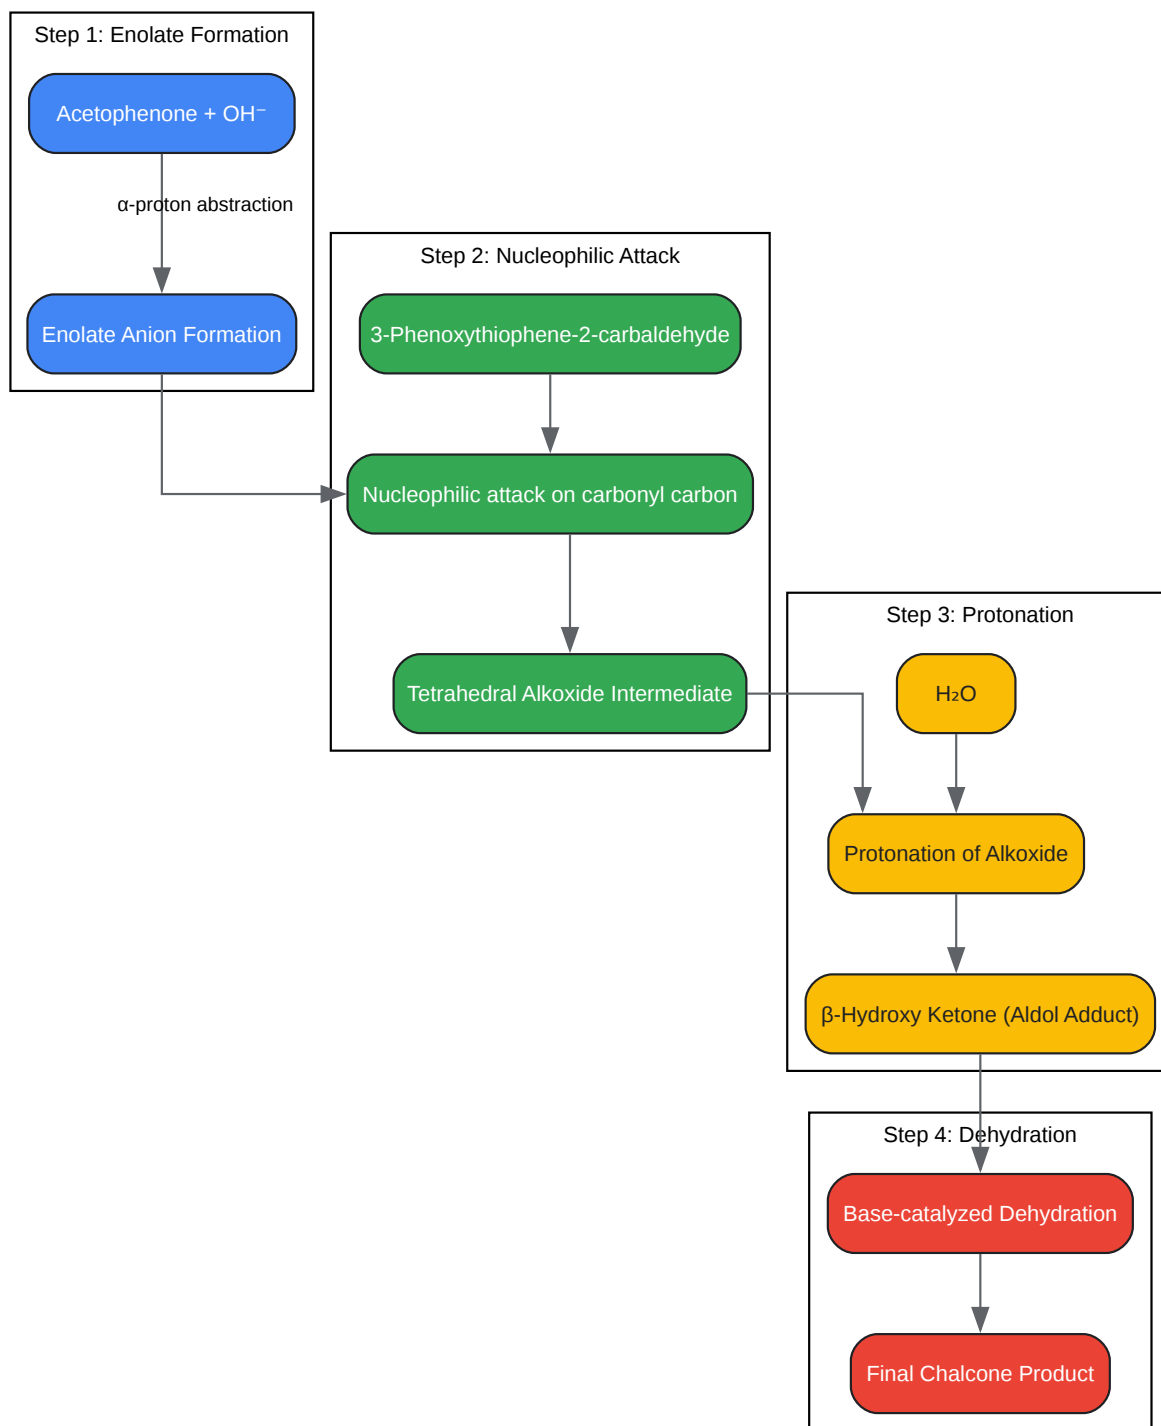 Step 1: Enolate Formation
Acetophenone + OH⁻
α-proton abstraction
Enolate Anion Formation
Step 2: Nucleophilic Attack
3-Phenoxythiophene-2-carbaldehyde
Nucleophilic attack on carbonyl carbon
Tetrahedral Alkoxide Intermediate
Step 3: Protonation
H₂O
Protonation of Alkoxide
β-Hydroxy Ketone (Aldol Adduct)
Step 4: Dehydration
Base-catalyzed Dehydration
Final Chalcone Product